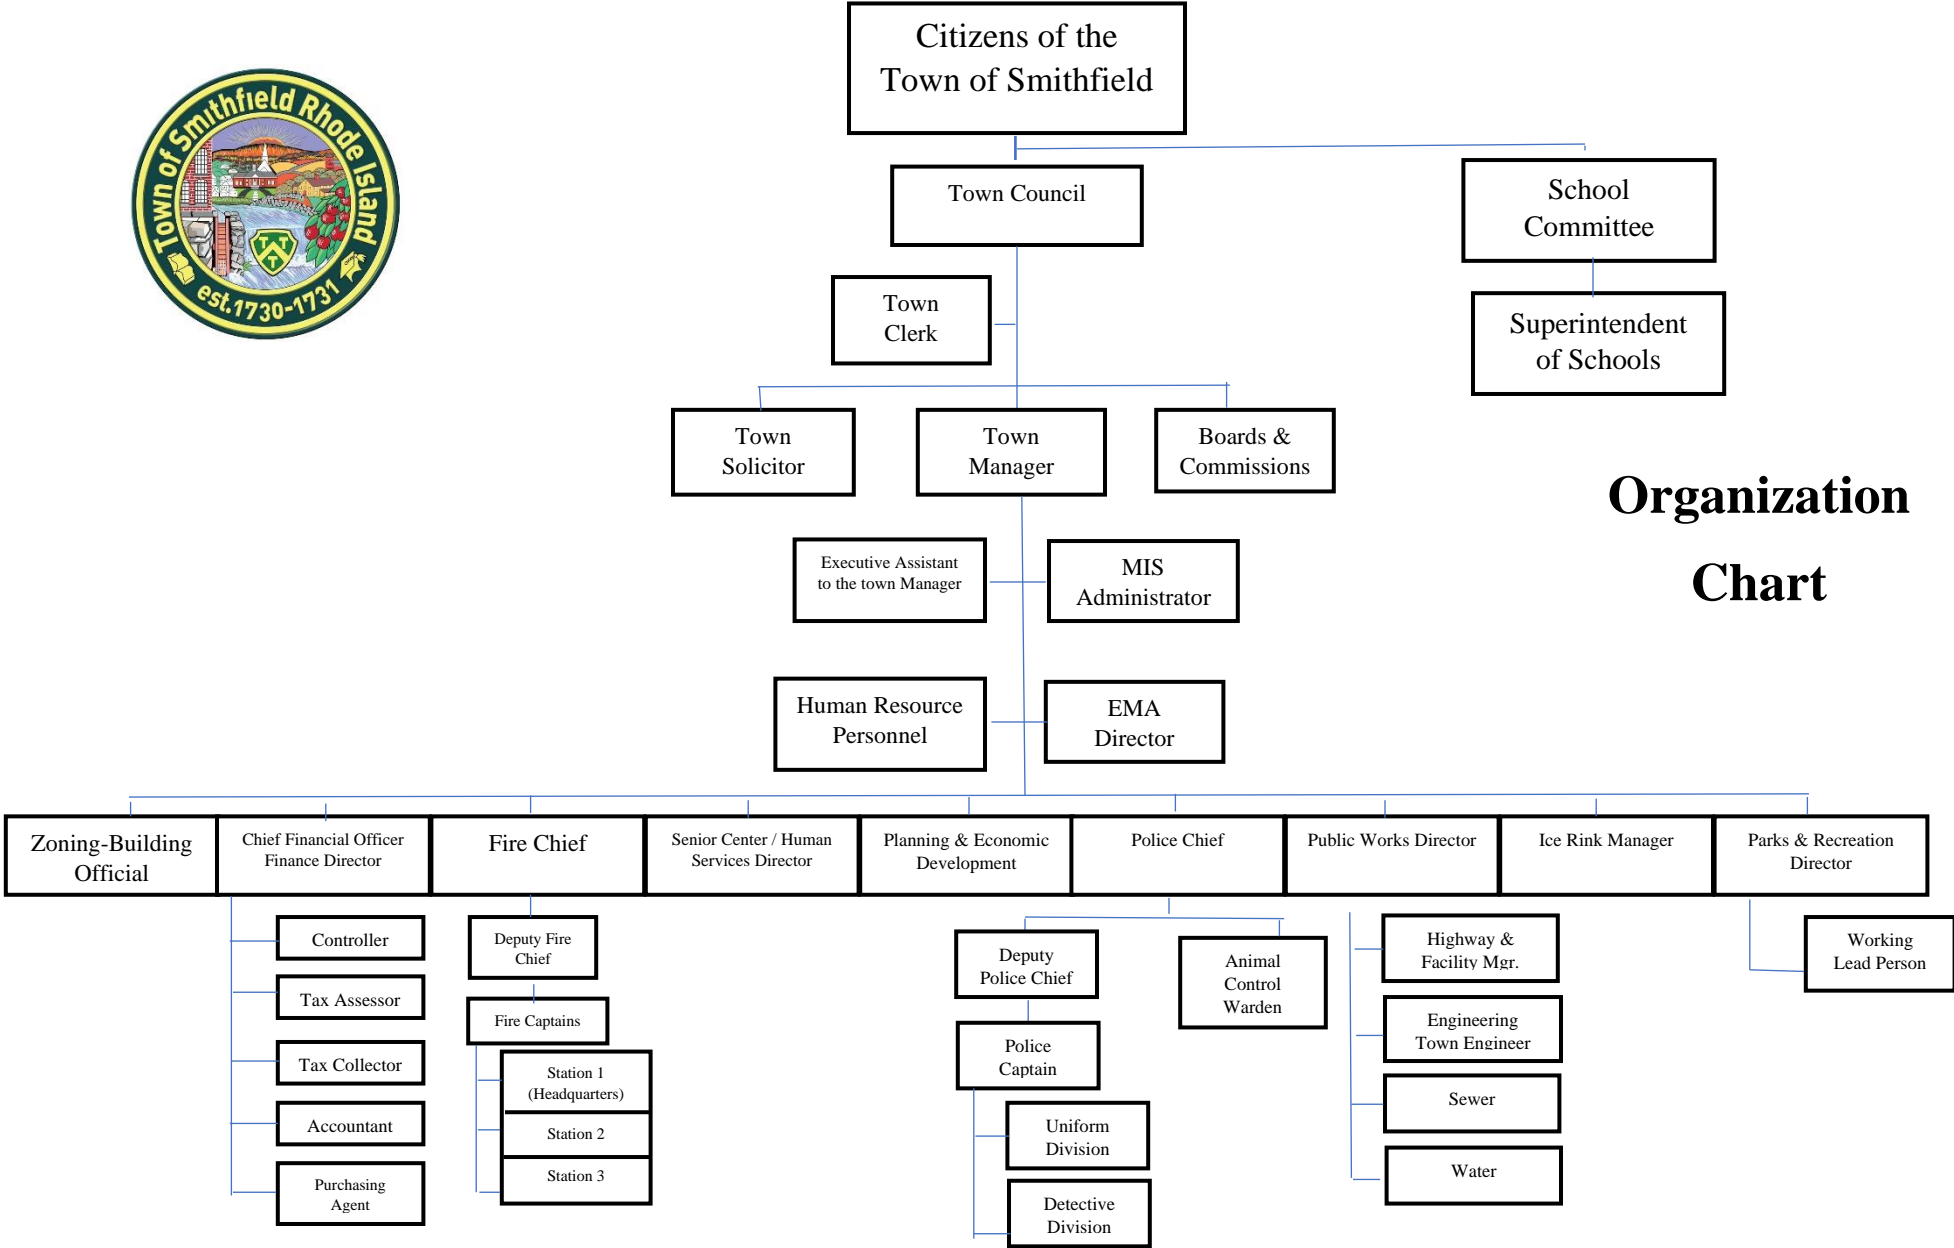 Citizens of the
Town of Smithfield
Town of Smithfield Rhode Island
est.1730-1731
T T
T
Town Council
School
Committee
Town
Clerk
Superintendent
of Schools
Town
Solicitor
Town
Manager
Boards &
Commissions
Organization
Chart
Executive Assistant
to the town Manager
MIS
Administrator
Human Resource
Personnel
EMA
Director
Zoning-Building
Official
Chief Financial Officer
Finance Director
Fire Chief
Senior Center / Human
Services Director
Planning & Economic
Development
Police Chief
Public Works Director
Ice Rink Manager
Parks & Recreation
Director
Controller
Tax Assessor
Tax Collector
Accountant
Purchasing
Agent
Deputy Fire
Chief
Fire Captains
Station 1
(Headquarters)
Station 2
Station 3
Deputy
Police Chief
Police
Captain
Uniform
Division
Detective
Division
Animal
Control
Warden
Highway &
Facility Mgr.
Engineering
Town Engineer
Sewer
Water
Working
Lead Person